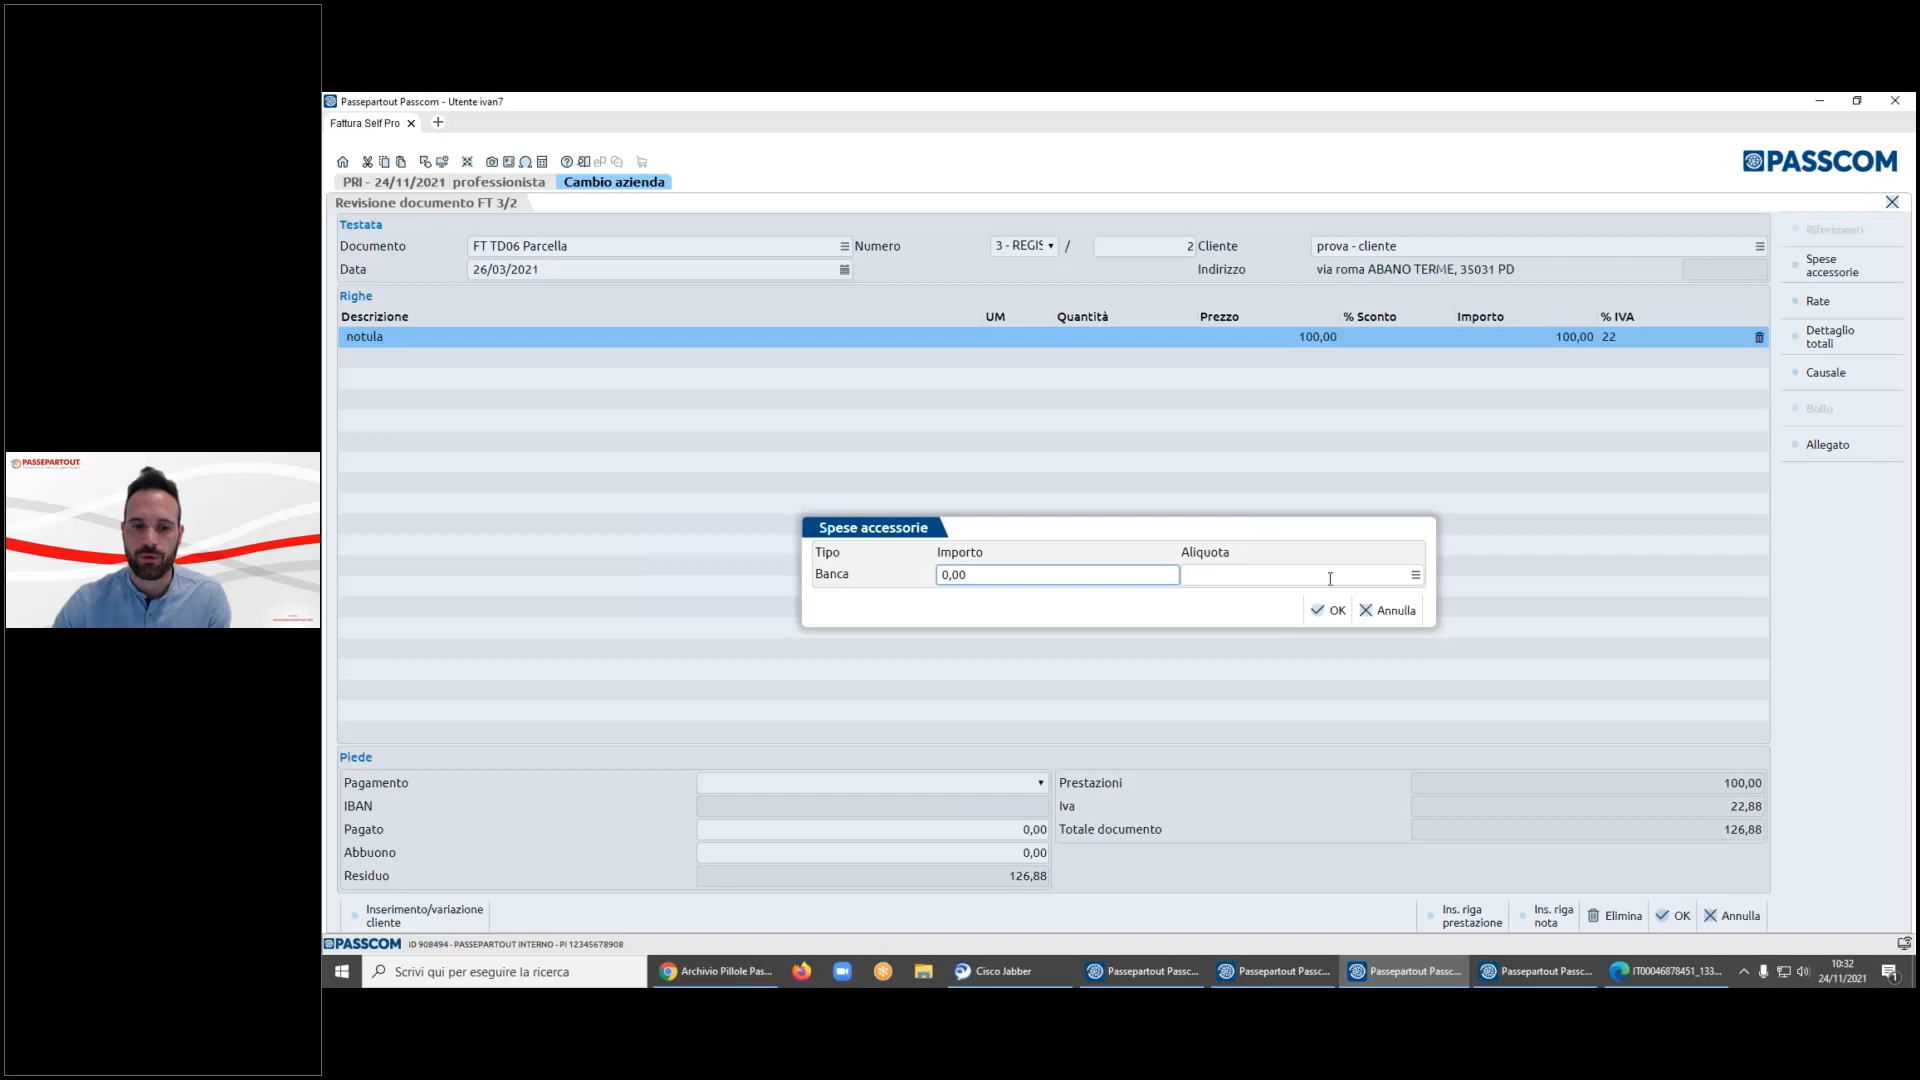 Passepartout Passcom - Utente ivan7
Fattura Self Pro
PASSCOM
PRI - 24/11/2021 professionista Cambio azienda
Revisione documento FT 3/2
Testata
Documento FT TD06 Parcella Numero 3 - REGIS / 2 Cliente prova - cliente
Data 26/03/2021 Indirizzo via roma ABANO TERME, 35031 PD
Righe
Descrizione UM Quantità Prezzo % Sconto Importo % IVA
notula 100,00 100,00 22
Riferimenti
Spese
accessorie
Rate
Dettaglio
totali
Causale
Bollo
Allegato
PASSEPARTOUT
Spese accessorie
Tipo Importo Aliquota
Banca 0,00
OK Annulla
Piede
Pagamento
IBAN
Pagato 0,00
Abbuono 0,00
Residuo 126,88
Prestazioni 100,00
Iva 22,88
Totale documento 126,88
Inserimento/variazione
cliente
Ins. riga
prestazione
Ins. riga
nota
Elimina OK Annulla
PASSCOM ID 908494 - PASSEPARTOUT INTERNO - PI 12345678908
Scrivi qui per eseguire la ricerca
Archivio Pillole Pas...
Cisco Jabber
Passepartout Passc...
Passepartout Passc...
Passepartout Passc...
Passepartout Passc...
IT00046878451_133...
10:32
24/11/2021
1